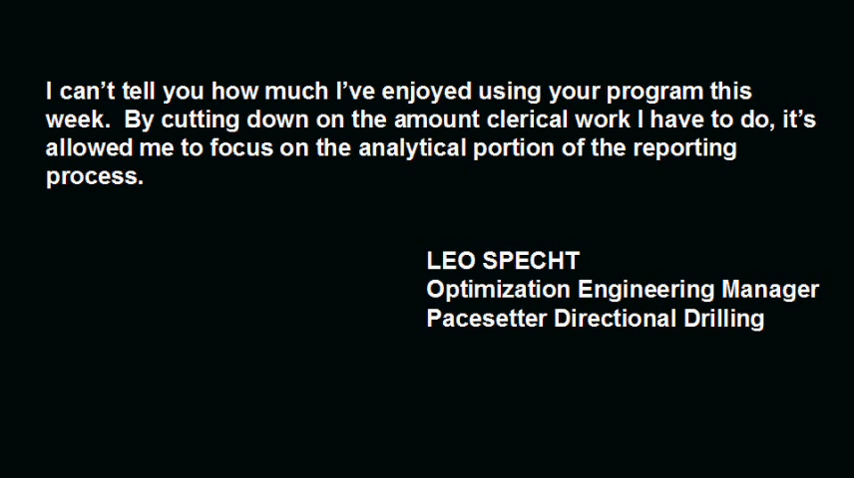 I can’t tell you how much I’ve enjoyed using your program this
week.  By cutting down on the amount clerical work I have to do, it’s
allowed me to focus on the analytical portion of the reporting
process.
LEO SPECHT
Optimization Engineering Manager
Pacesetter Directional Drilling